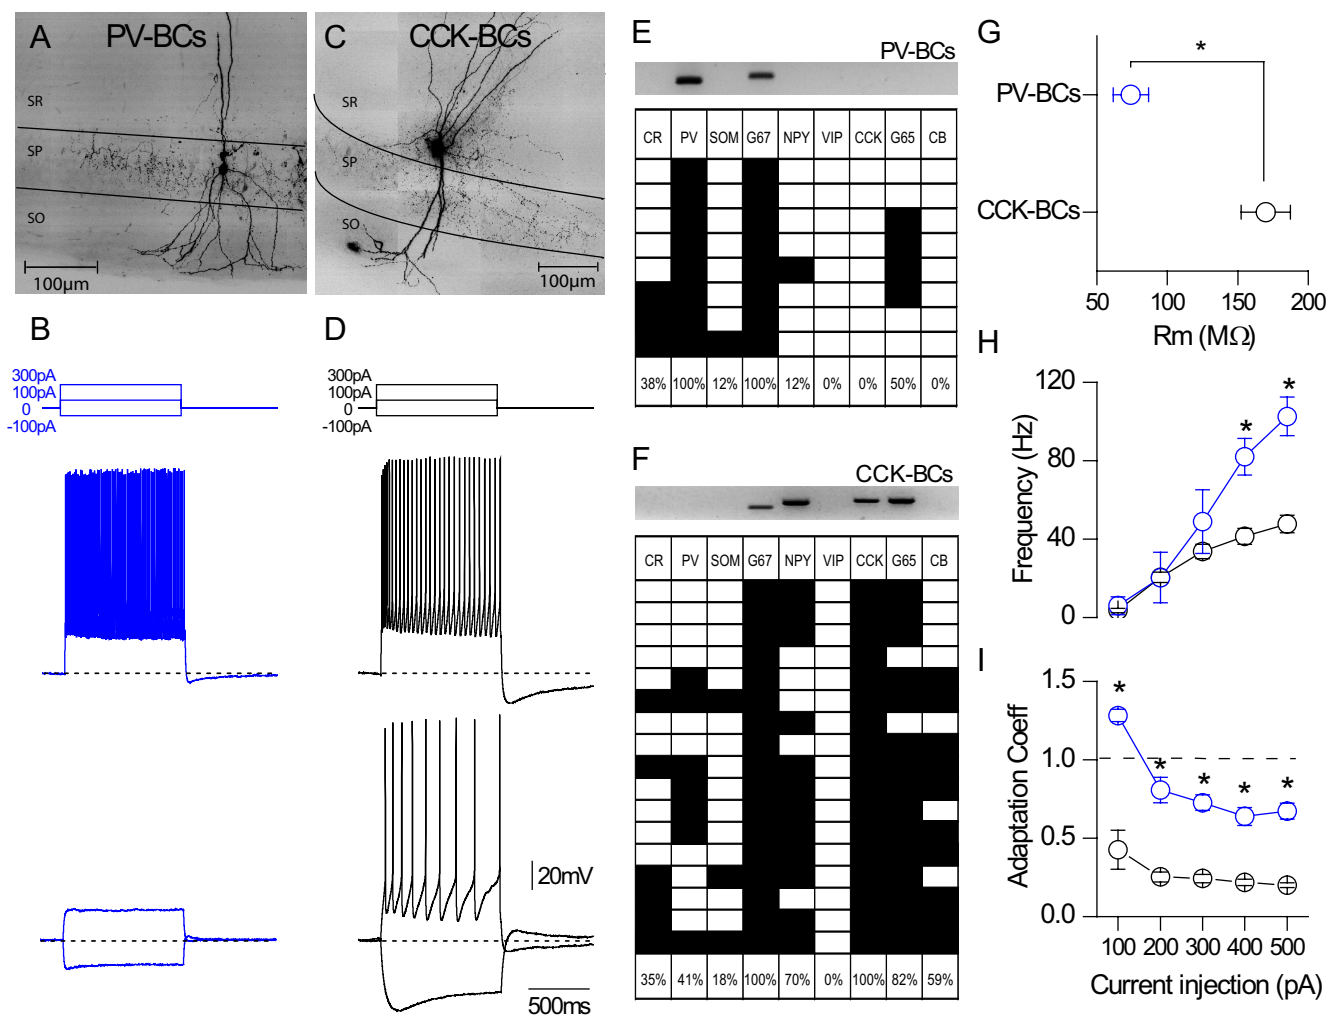 A PV-BCs
SR
SP
SO
100µm
C CCK-BCs
SR
SP
SO
100µm
B
300pA
100pA
0
-100pA
D
300pA
100pA
0
-100pA
20mV
500ms
E PV-BCs
CR PV SOM G67 NPY VIP CCK G65 CB
38% 100% 12% 100% 12% 0% 0% 50% 0%
F CCK-BCs
CR PV SOM G67 NPY VIP CCK G65 CB
35% 41% 18% 100% 70% 0% 100% 82% 59%
G
*
PV-BCs
CCK-BCs
50 100 150 200
Rm (MΩ)
H
Frequency (Hz)
120
80
40
0
* *
I
Adaptation Coeff
1.5
1.0
0.5
0.0
* * * * *
100 200 300 400 500
Current injection (pA)